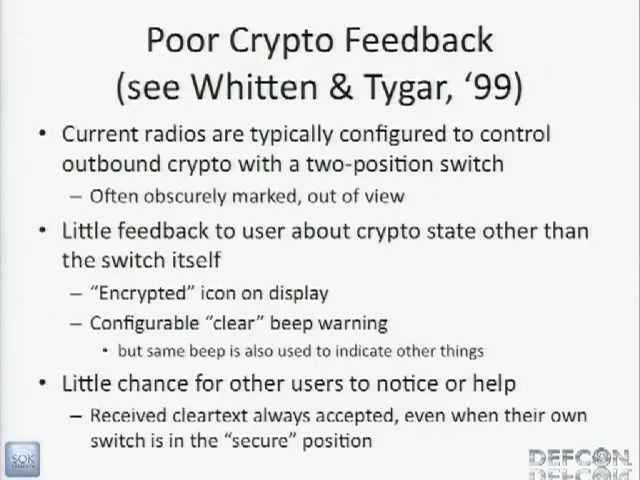 Poor Crypto Feedback
(see Whitten & Tygar, ‘99)
• Current radios are typically configured to control
outbound crypto with a two-position switch
– Often obscurely marked, out of view
• Little feedback to user about crypto state other than
the switch itself
– “Encrypted” icon on display
– Configurable “clear” beep warning
• but same beep is also used to indicate other things
• Little chance for other users to notice or help
– Received cleartext always accepted, even when their own
switch is in the “secure” position
SOK
DEFCON